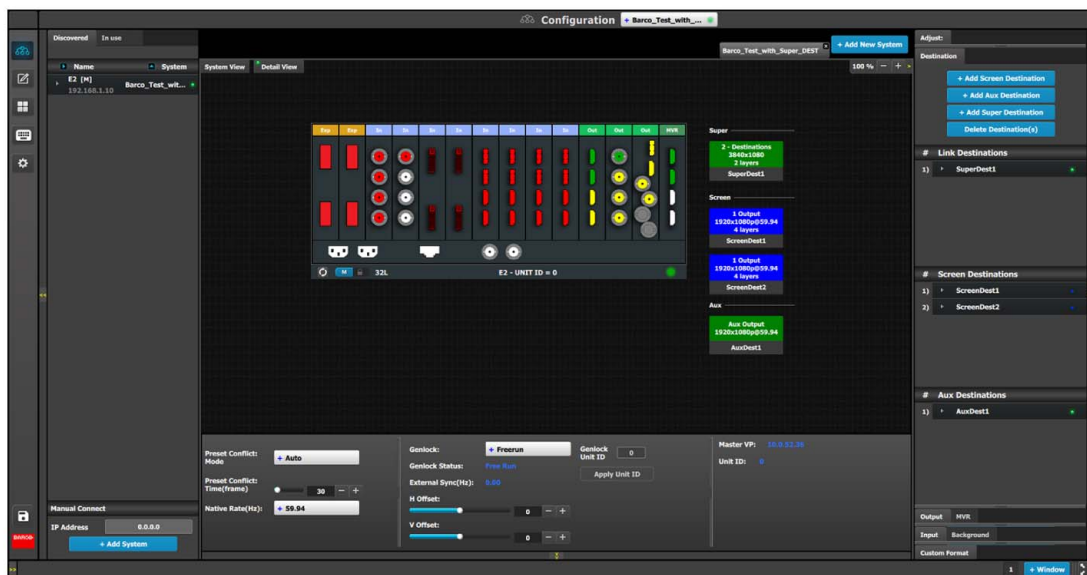 Configuration
+ Barco_Test_with_...
Discovered
In use
Name
System
E2 [M]
192.168.1.10
Barco_Test_wit...
Manual Connect
IP Address
0.0.0.0
+ Add System
BARCO
Barco_Test_with_Super_DEST
+ Add New System
System View
Detail View
100 %
Exp Exp In In In In In In In In Out Out Out MVR
M
32L
E2 - UNIT ID = 0
Super
2 - Destinations
3840x1080
2 layers
SuperDest1
Screen
1 Output
1920x1080p@59.94
4 layers
ScreenDest1
1 Output
1920x1080p@59.94
4 layers
ScreenDest2
Aux
Aux Output
1920x1080p@59.94
AuxDest1
Preset Conflict:
Mode
+ Auto
Preset Conflict:
Time(frame)
30 - +
Native Rate(Hz):
+ 59.94
Genlock:
+ Freerun
Genlock Status:
Free Run
External Sync(Hz):
0.00
H Offset:
0 - +
V Offset:
0 - +
Genlock
Unit ID
0
Apply Unit ID
Master VP:
Unit ID:
0
Adjust:
Destination
+ Add Screen Destination
+ Add Aux Destination
+ Add Super Destination
Delete Destination(s)
# Link Destinations
1) SuperDest1
# Screen Destinations
1) ScreenDest1
2) ScreenDest2
# Aux Destinations
1) AuxDest1
Output
MVR
Input
Background
Custom Format
1
+ Window